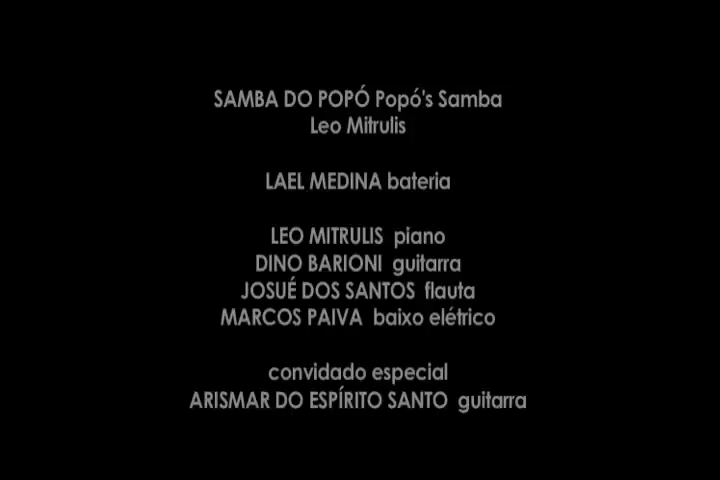 SAMBA DO POPÓ Popó's Samba
Leo Mitrulis
LAEL MEDINA bateria
LEO MITRULIS piano
DINO BARIONI guitarra
JOSUÉ DOS SANTOS flauta
MARCOS PAIVA baixo elétrico
convidado especial
ARISMAR DO ESPÍRITO SANTO guitarra